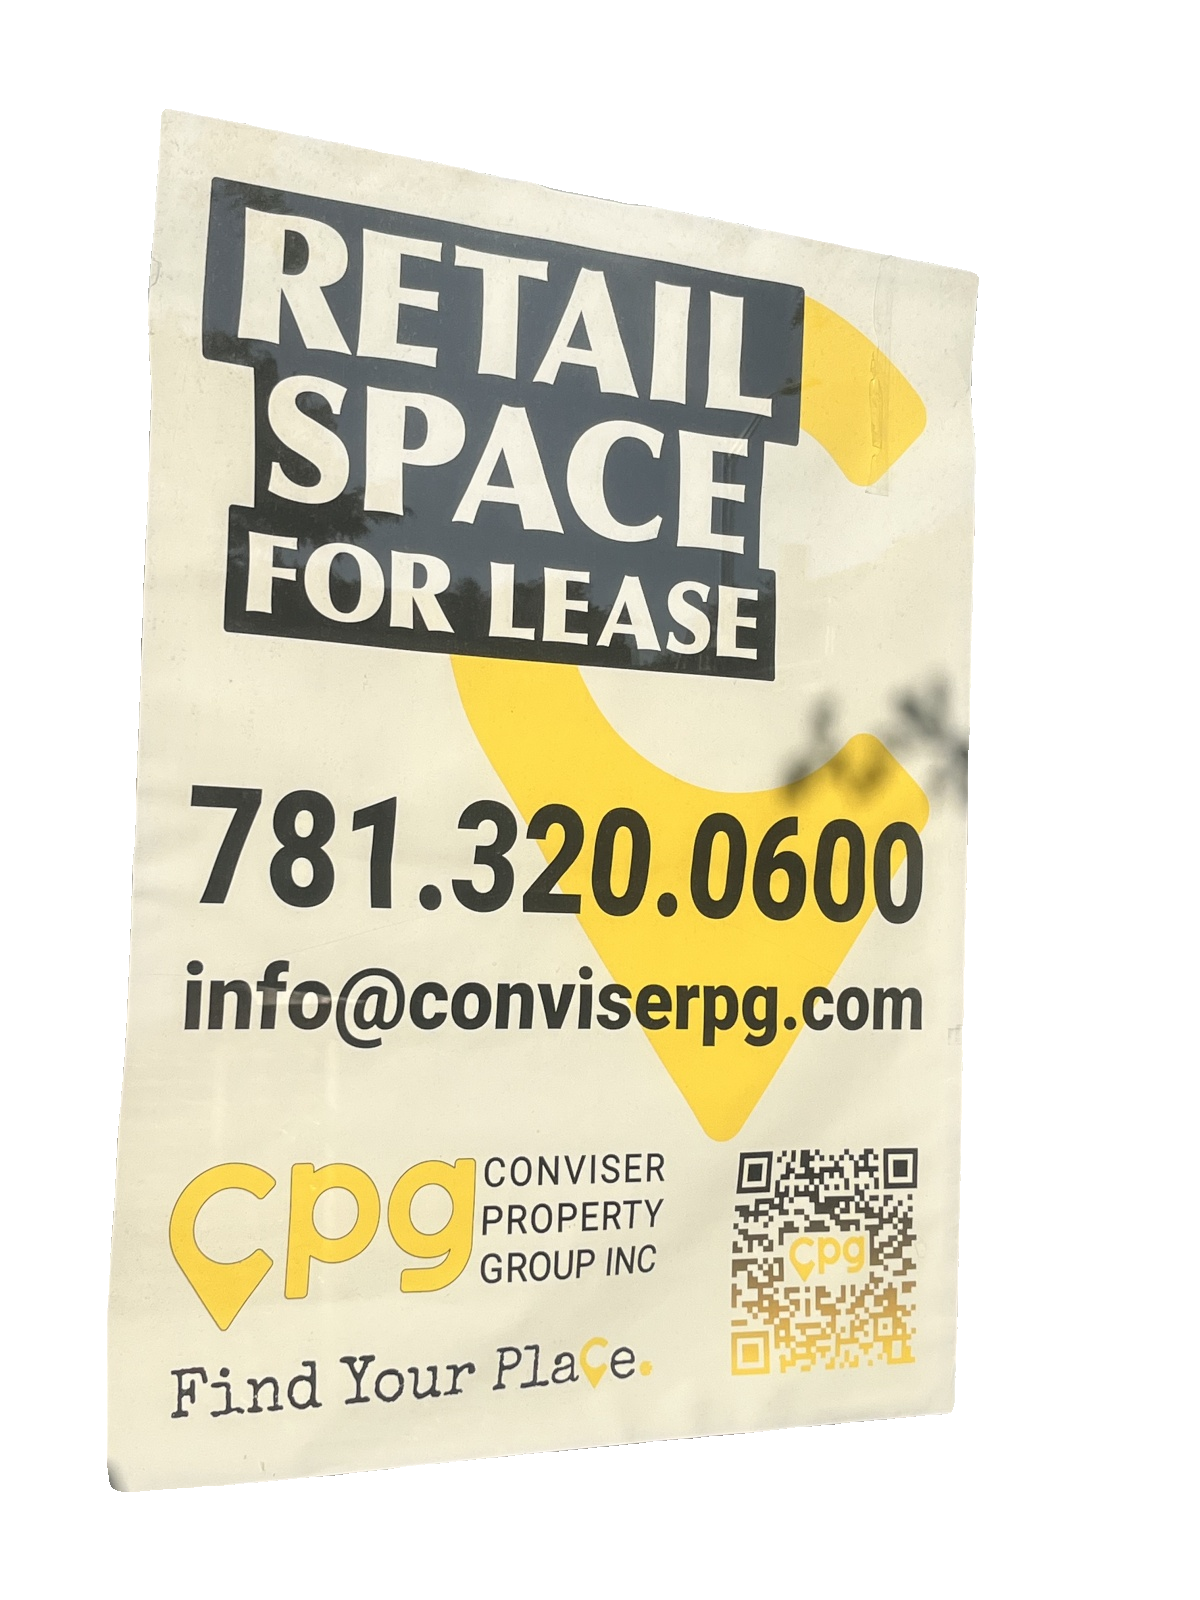 RETAIL
SPACE
FOR LEASE
781.320.0600
info@conviserpg.com
cpg
CONVISER
PROPERTY
GROUP INC
cpg
Find Your Place.